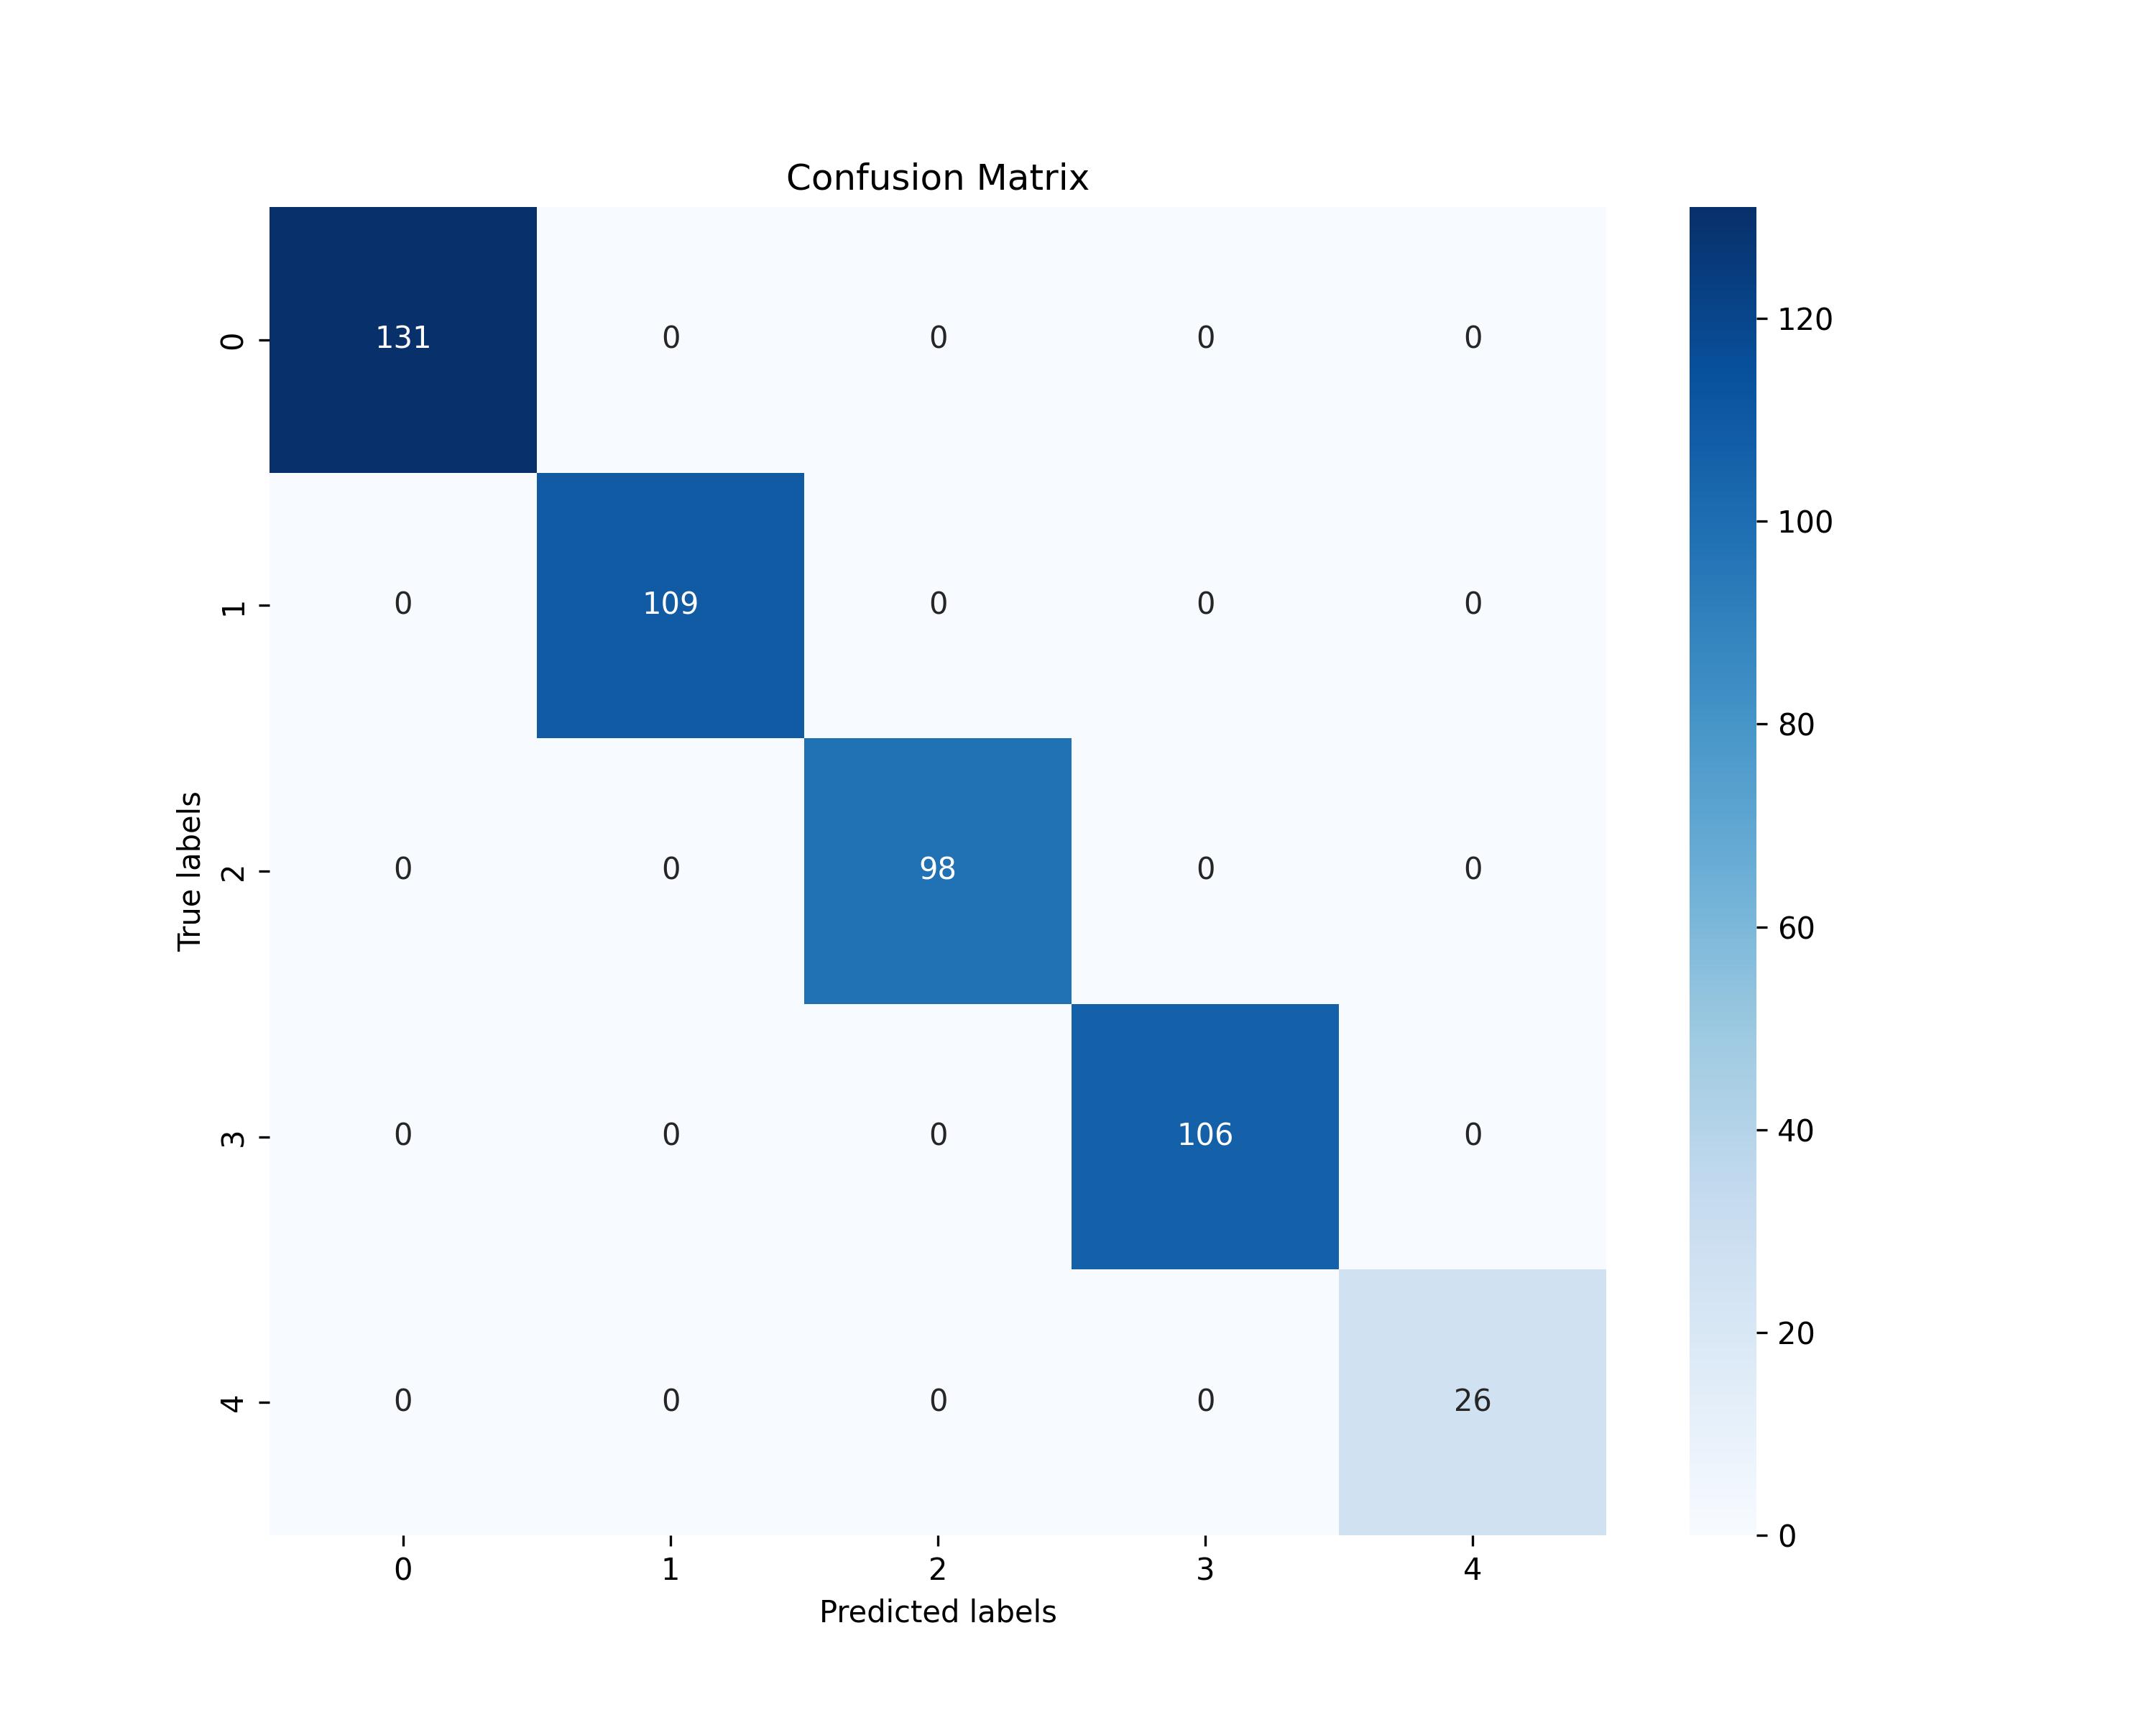 Confusion Matrix
0 131 0 0 0 0
1 0 109 0 0 0
2 0 0 98 0 0
3 0 0 0 106 0
4 0 0 0 0 26
0 1 2 3 4
Predicted labels
True labels
120
100
80
60
40
20
0